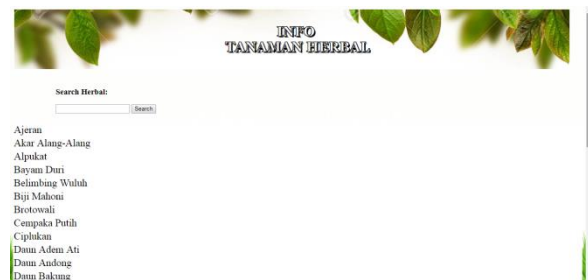 INFO
TANAMAN HERBAL
Search Herbal:
Search
Ajeran
Akar Alang-Alang
Alpukat
Bayam Duri
Belimbing Wuluh
Biji Mahoni
Brotowali
Cempaka Putih
Ciplukan
Daun Adem Ati
Daun Andong
Daun Bakung